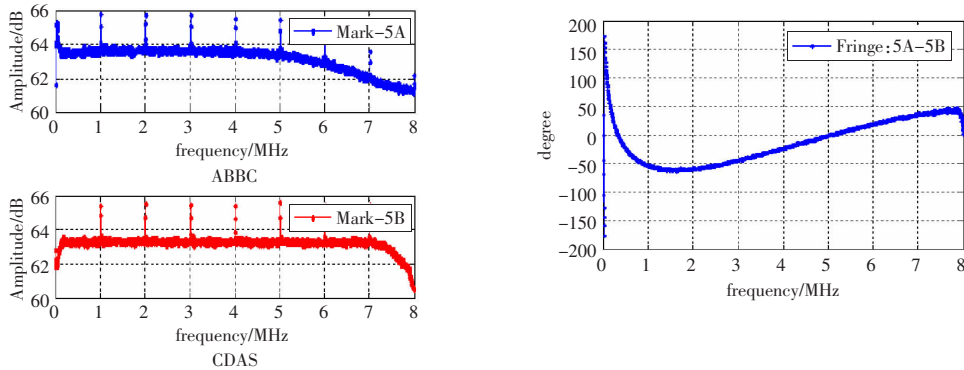 66
64
62
60
Amplitude/dB
Mark-5A
0 1 2 3 4 5 6 7 8
frequency/MHz
ABBC
66
64
62
60
Amplitude/dB
Mark-5B
0 1 2 3 4 5 6 7 8
frequency/MHz
CDAS
200
150
100
50
0
-50
-100
-150
-200
degree
Fringe:5A-5B
0 1 2 3 4 5 6 7 8
frequency/MHz